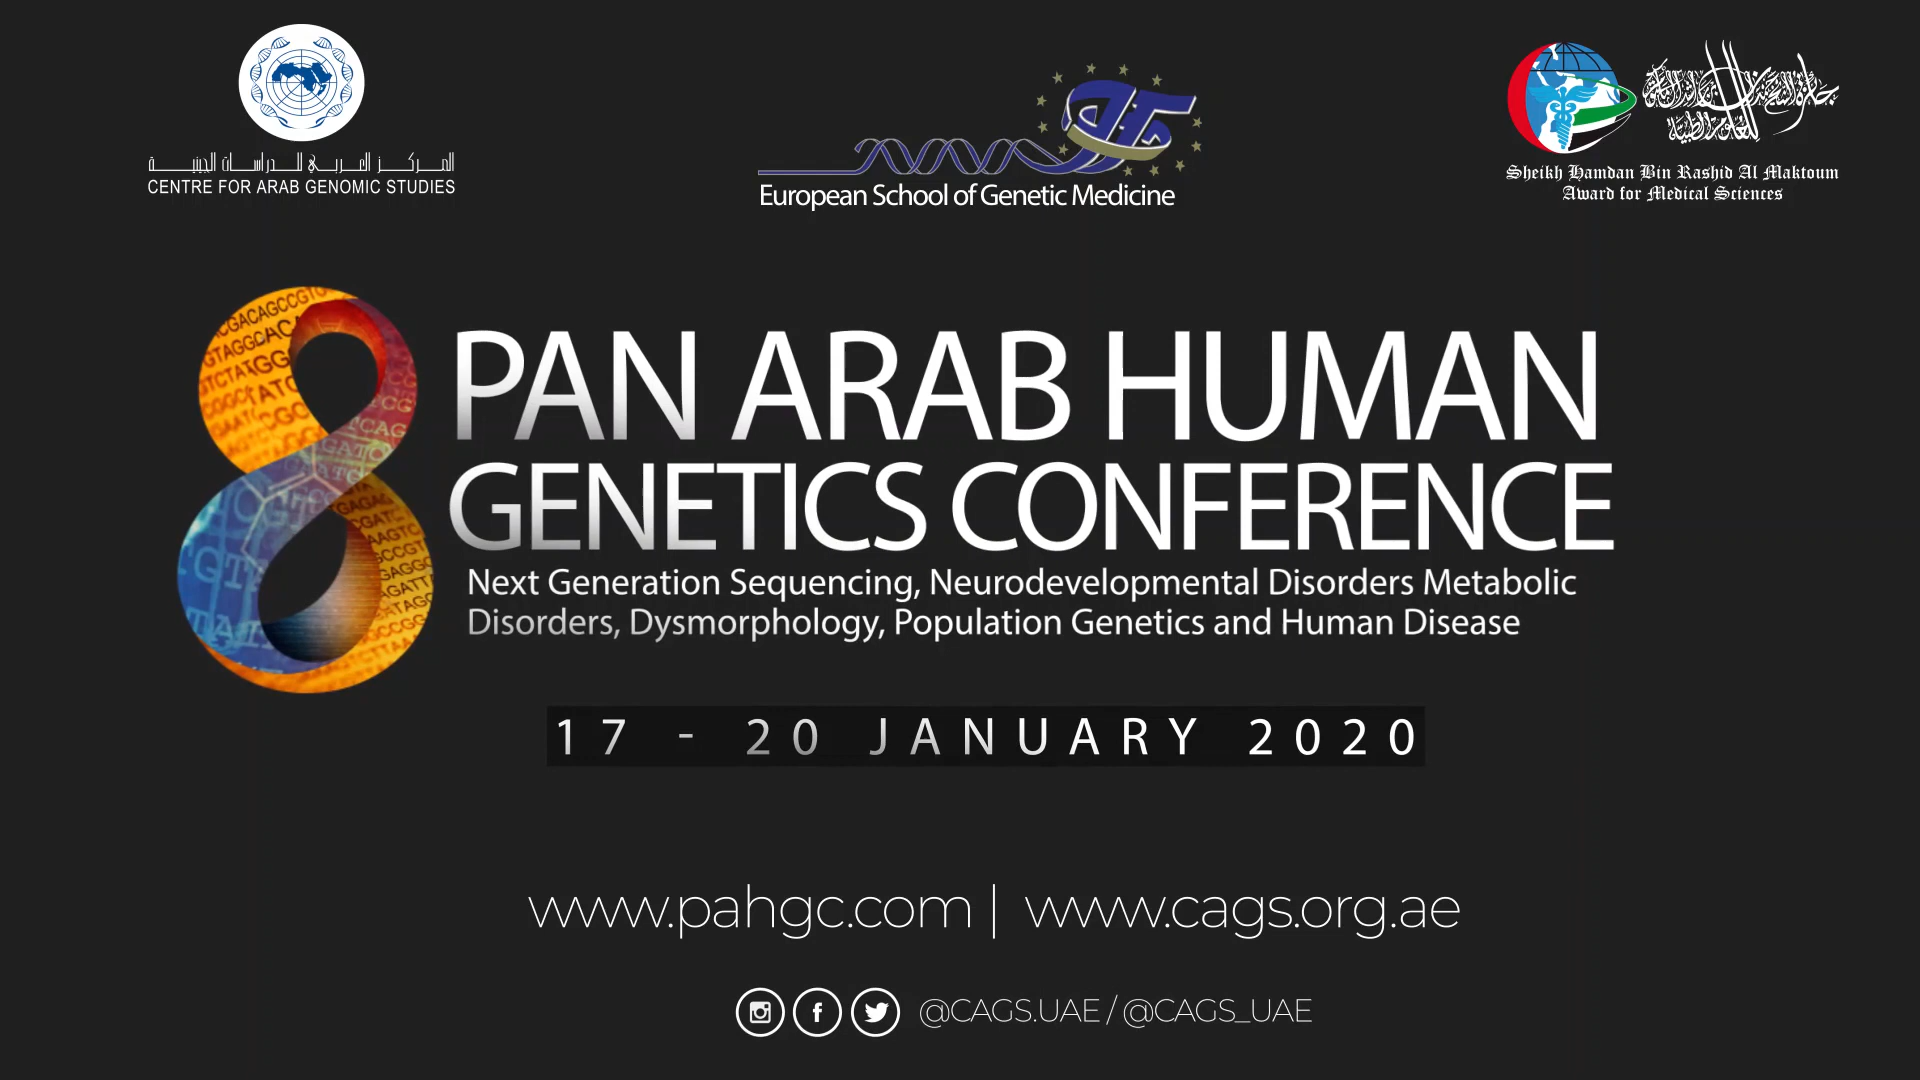 المركز العربي للدراسات الجينية
CENTRE FOR ARAB GENOMIC STUDIES
European School of Genetic Medicine
Sheikh Hamdan Bin Rashid Al Maktoum
Award for Medical Sciences
8
PAN ARAB HUMAN
GENETICS CONFERENCE
Next Generation Sequencing, Neurodevelopmental Disorders Metabolic
Disorders, Dysmorphology, Population Genetics and Human Disease
17 - 20 JANUARY 2020
www.pahgc.com | www.cags.org.ae
@CAGS.UAE / @CAGS_UAE